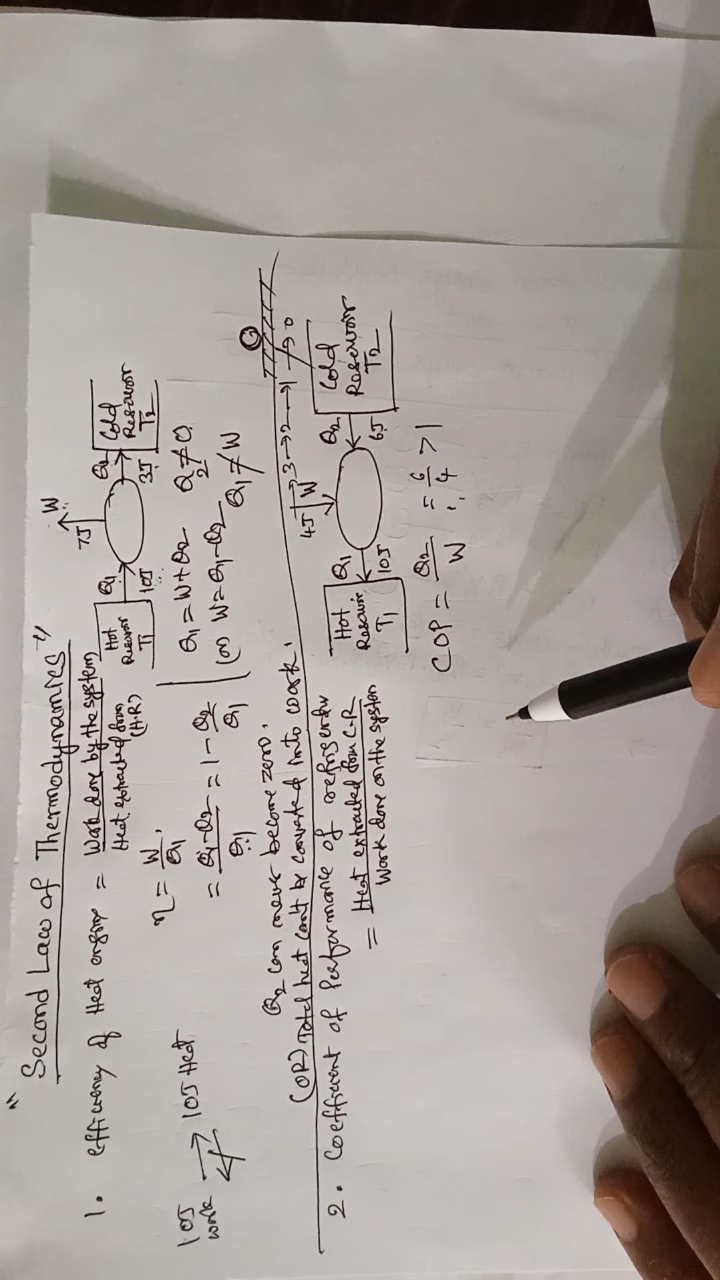 "Second Law of Thermodynamics"
1. efficiency of Heat engine = Work done by the system
Heat extracted from
(H.R)
Hot
Reservoir
T1
Q1
10J
7J
W
Q2
3J
Cold
Reservoir
T2
η = W/Q1
= Q1-Q2/Q1 = 1 - Q2/Q1
Q1 = W + Q2 Q2 ≠ 0
(or) W = Q1 - Q2 Q1 ≠ W
10J
work
10J Heat
Q2 can never become zero.
(OR) Total heat can't be converted into work.
G
→3→2→1→0
2. Coefficient of Performance of refrigerator
= Heat extracted from C.R
Work done on the system
Hot
Reservoir
T1
Q1
10J
4J
W
Q2
6J
Cold
Reservoir
T2
COP = Q2/W = 6/4 > 1